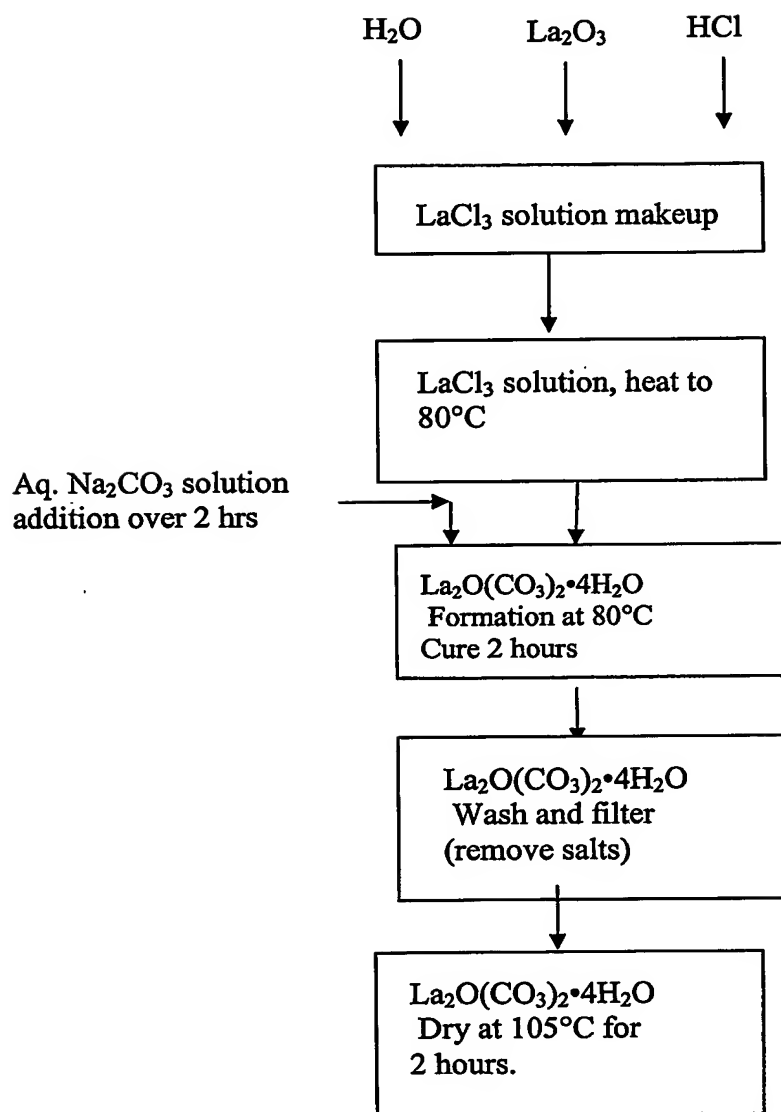 H₂O La₂O₃ HCl
LaCl₃ solution makeup
LaCl₃ solution, heat to
80°C
Aq. Na₂CO₃ solution
addition over 2 hrs
La₂O(CO₃)₂•4H₂O
Formation at 80°C
Cure 2 hours
La₂O(CO₃)₂•4H₂O
Wash and filter
(remove salts)
La₂O(CO₃)₂•4H₂O
Dry at 105°C for
2 hours.